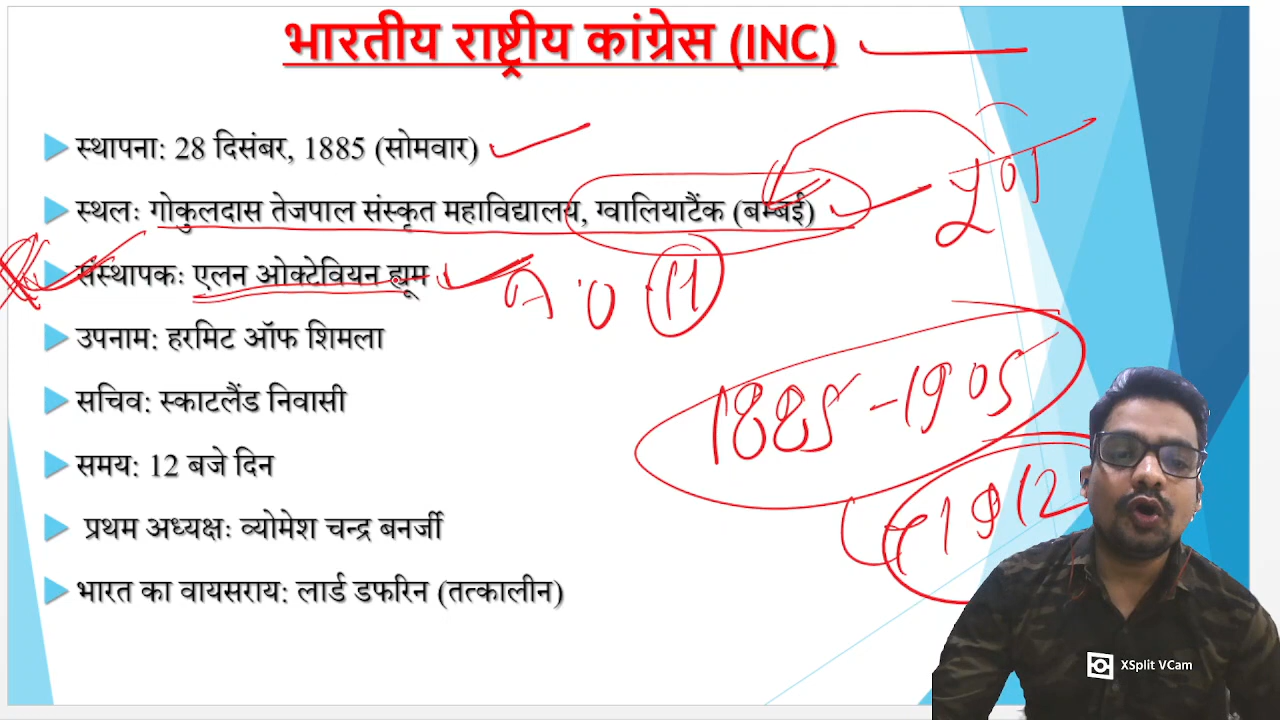 भारतीय राष्ट्रीय कांग्रेस (INC)
स्थापना: 28 दिसंबर, 1885 (सोमवार)
स्थलः गोकुलदास तेजपाल संस्कृत महाविद्यालय, ग्वालियाटैंक (बम्बई)
पूणे
संस्थापकः एलन ओक्टेवियन ह्यूम
उपनाम: हरमिट ऑफ शिमला
1885-1905
सचिव: स्काटलैंड निवासी
समय: 12 बजे दिन
1912
प्रथम अध्यक्षः व्योमेश चन्द्र बनर्जी
भारत का वायसराय: लार्ड डफरिन (तत्कालीन)
XSplit VCam